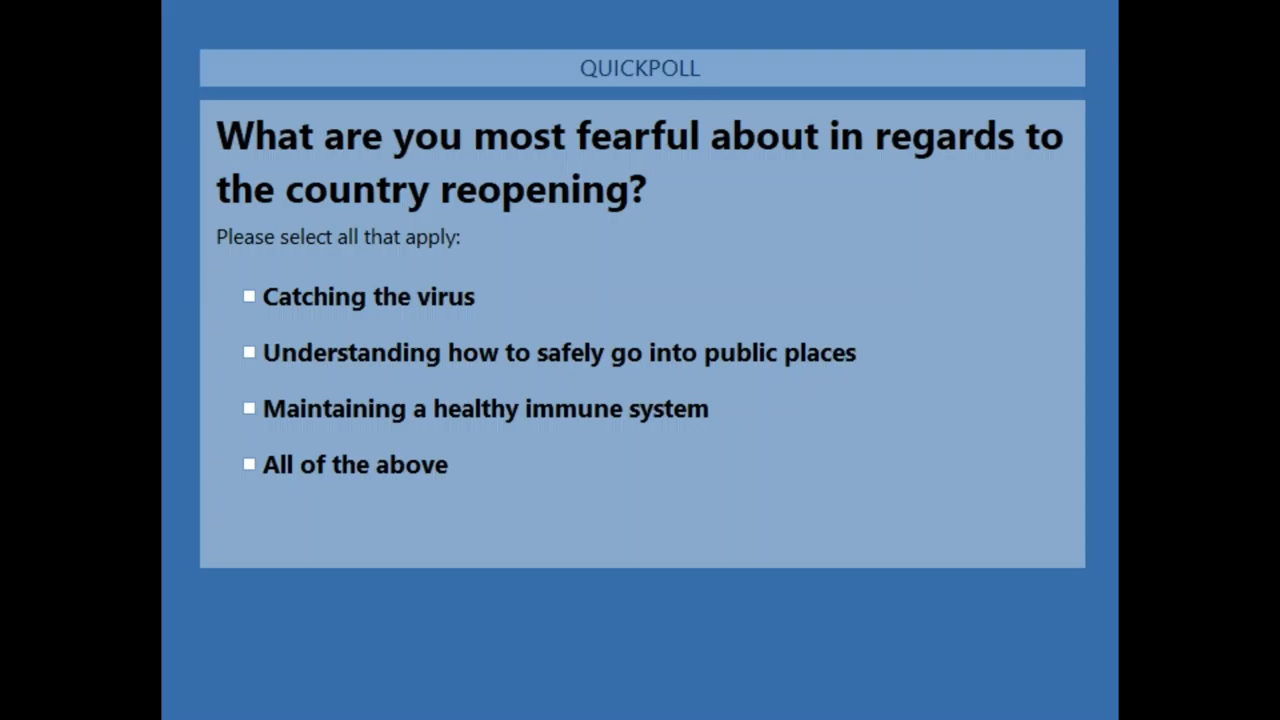 QUICKPOLL
What are you most fearful about in regards to
the country reopening?
Please select all that apply:
Catching the virus
Understanding how to safely go into public places
Maintaining a healthy immune system
All of the above